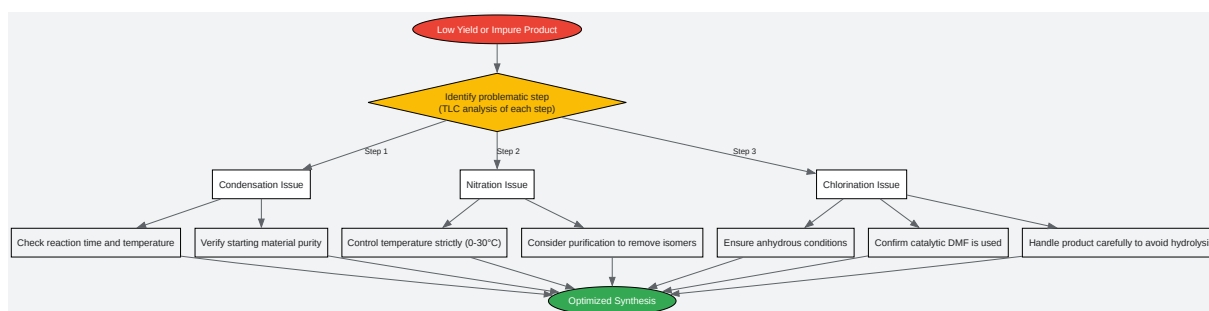 Low Yield or Impure Product
Identify problematic step
(TLC analysis of each step)
Step 1
Step 2
Step 3
Condensation Issue
Nitration Issue
Chlorination Issue
Check reaction time and temperature
Verify starting material purity
Control temperature strictly (0-30°C)
Consider purification to remove isomers
Ensure anhydrous conditions
Confirm catalytic DMF is used
Handle product carefully to avoid
Optimized Synthesis